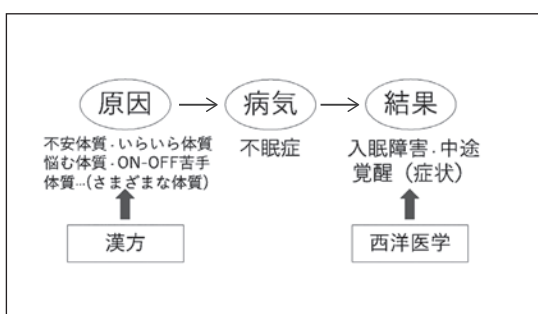 原因
病気
結果
不安体質・いらいら体質
悩む体質・ON-OFF苦手
体質…(さまざまな体質)
不眠症
入眠障害・中途
覚醒（症状）
漢方
西洋医学